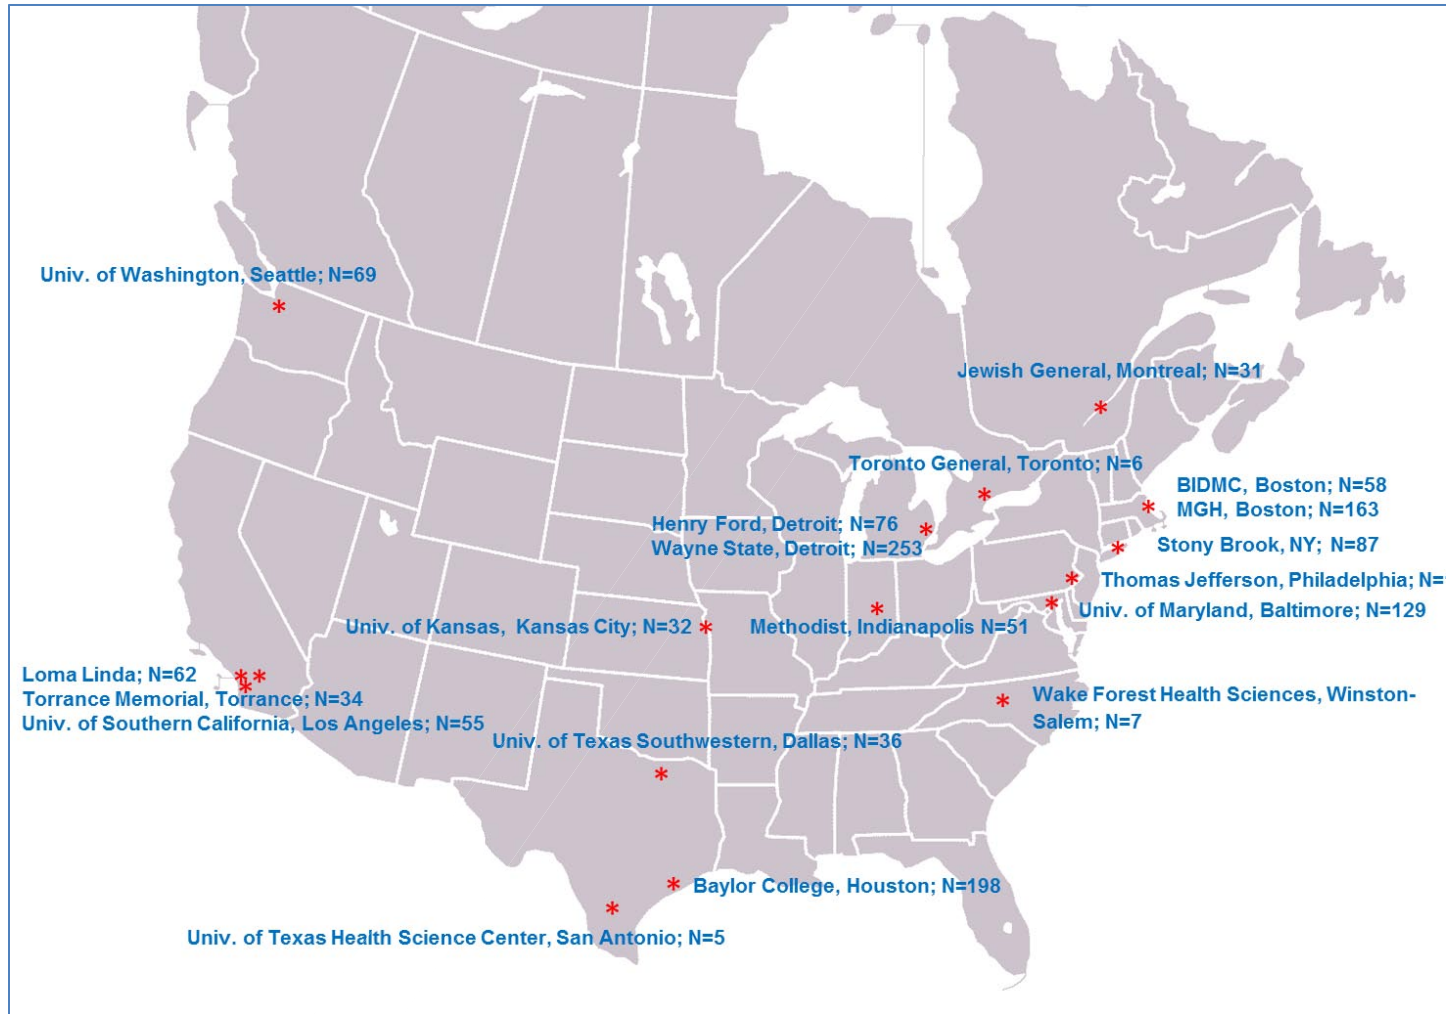 Univ. of Washington, Seattle; N=69
Jewish General, Montreal; N=31
Toronto General, Toronto; N=6
BIDMC, Boston; N=58
MGH, Boston; N=163
Henry Ford, Detroit; N=76
Wayne State, Detroit; N=253
Stony Brook, NY; N=87
Thomas Jefferson, Philadelphia;
Univ. of Maryland, Baltimore; N=129
Univ. of Kansas, Kansas City; N=32
Methodist, Indianapolis N=51
Loma Linda; N=62
Torrance Memorial, Torrance; N=34
Univ. of Southern California, Los Angeles; N=55
Wake Forest Health Sciences, Winston-
Salem; N=7
Univ. of Texas Southwestern, Dallas; N=36
Baylor College, Houston; N=198
Univ. of Texas Health Science Center, San Antonio; N=5